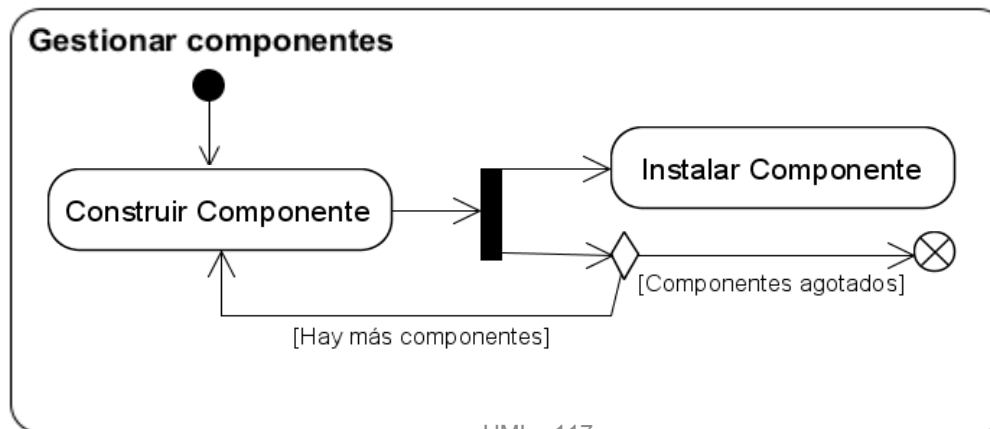 Gestionar componentes
Instalar Componente
Construir Componente
[Componentes agotados]
[Hay más componentes]